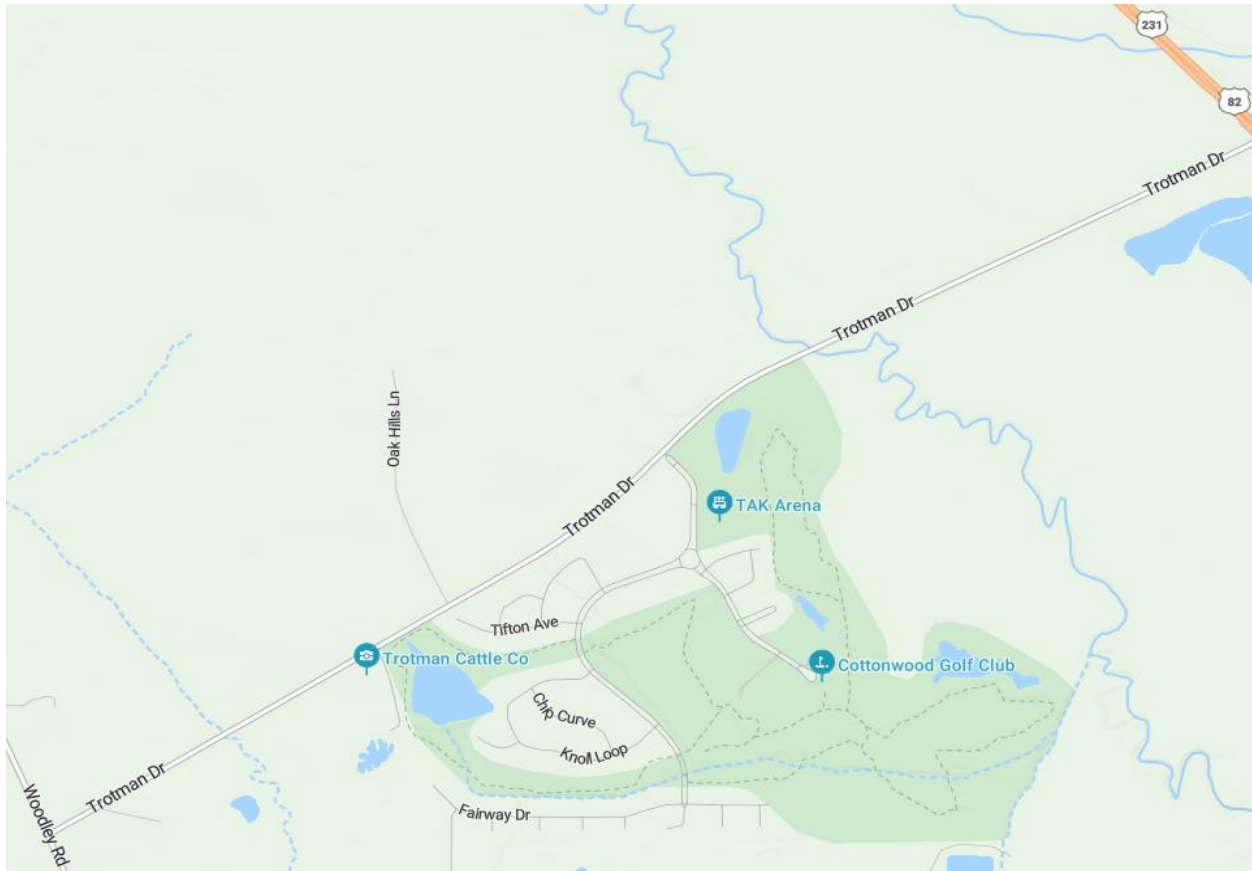 231
82
Trotman Dr
Trotman Dr
Oak Hills Ln
Trotman Dr
TAK Arena
Tifton Ave
Trotman Cattle Co
Cottonwood Golf Club
Chip Curve
Knoll Loop
Trotman Dr
Woodley Rd
Fairway Dr